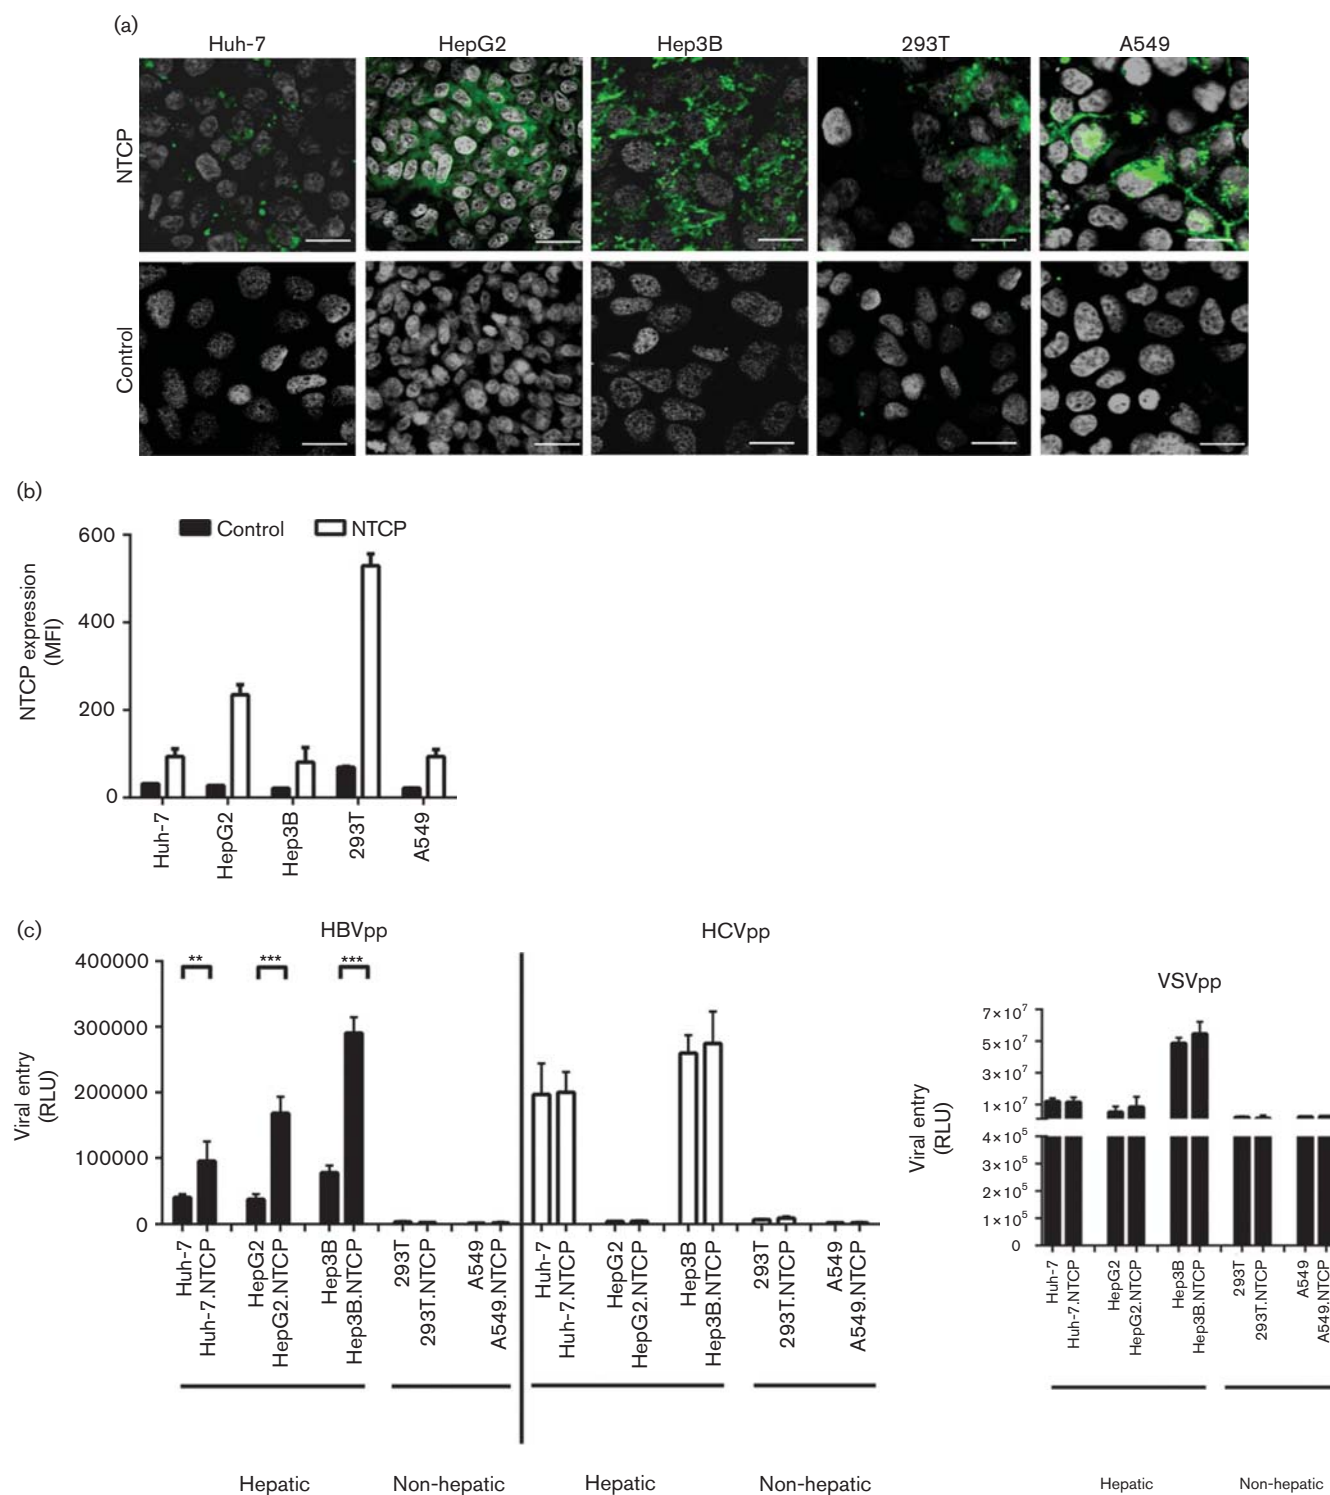 (a)
Huh-7 HepG2 Hep3B 293T A549
NTCP
Control
(b)
Control NTCP
NTCP expression
(MFI)
600
400
200
0
Huh-7 HepG2 Hep3B 293T A549
(c)
HBVpp HCVpp
** *** ***
Viral entry
(RLU)
400000
300000
200000
100000
0
Huh-7 Huh-7.NTCP HepG2 HepG2.NTCP Hep3B Hep3B.NTCP 293T 293T.NTCP A549 A549.NTCP
Huh-7 Huh-7.NTCP HepG2 HepG2.NTCP Hep3B Hep3B.NTCP 293T 293T.NTCP A549 A549.NTCP
Hepatic Non-hepatic Hepatic Non-hepatic
VSVpp
Viral entry
(RLU)
7×10⁷
5×10⁷
3×10⁷
1×10⁷
4×10⁵
3×10⁵
2×10⁵
1×10⁵
0
Huh-7 Huh-7.NTCP HepG2 HepG2.NTCP Hep3B Hep3B.NTCP 293T 293T.NTCP A549 A549.NTCP
Hepatic Non-hepatic